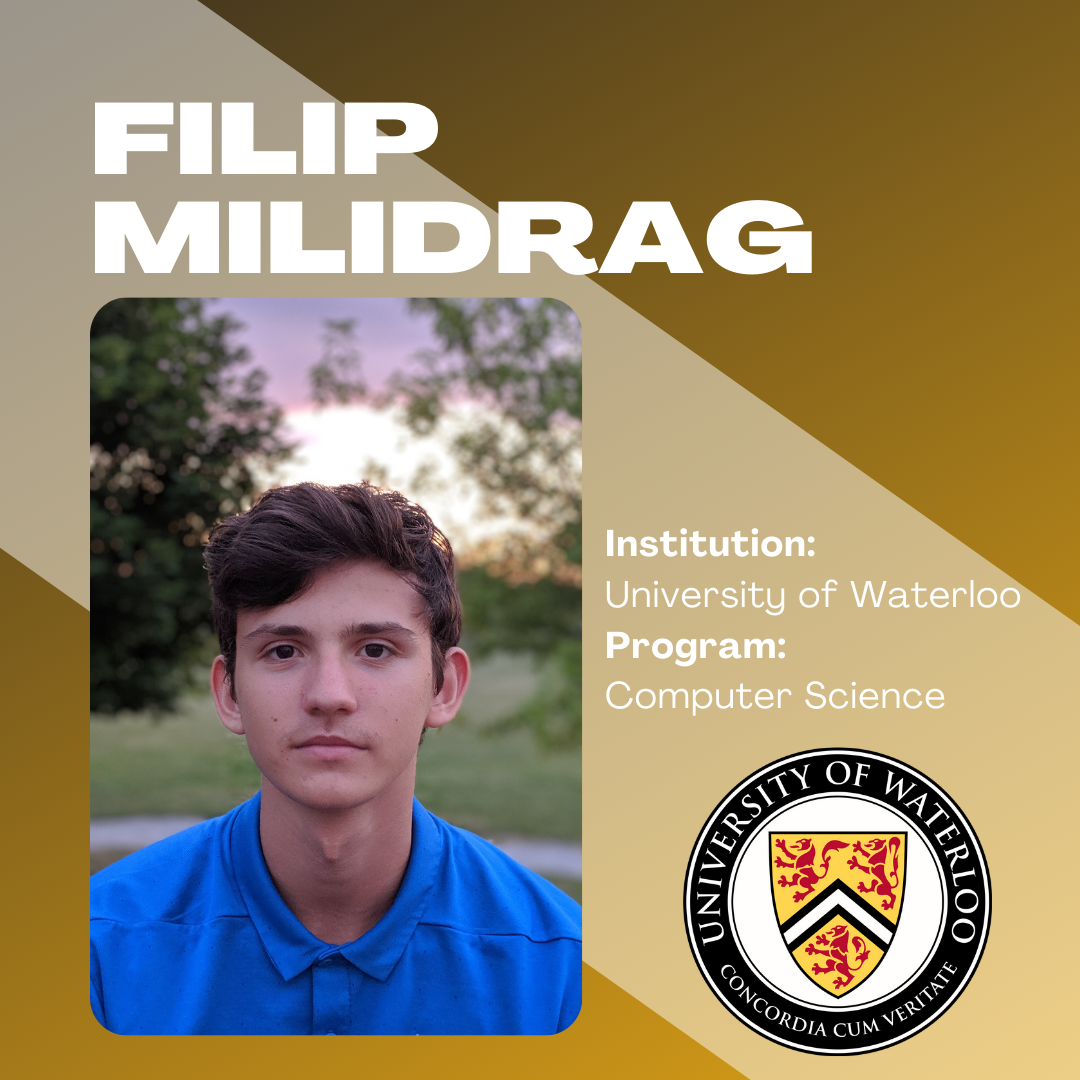 FILIP
MILIDRAG
Institution:
University of Waterloo
Program:
Computer Science
UNIVERSITY OF WATERLOO
CONCORDIA CUM VERITATE